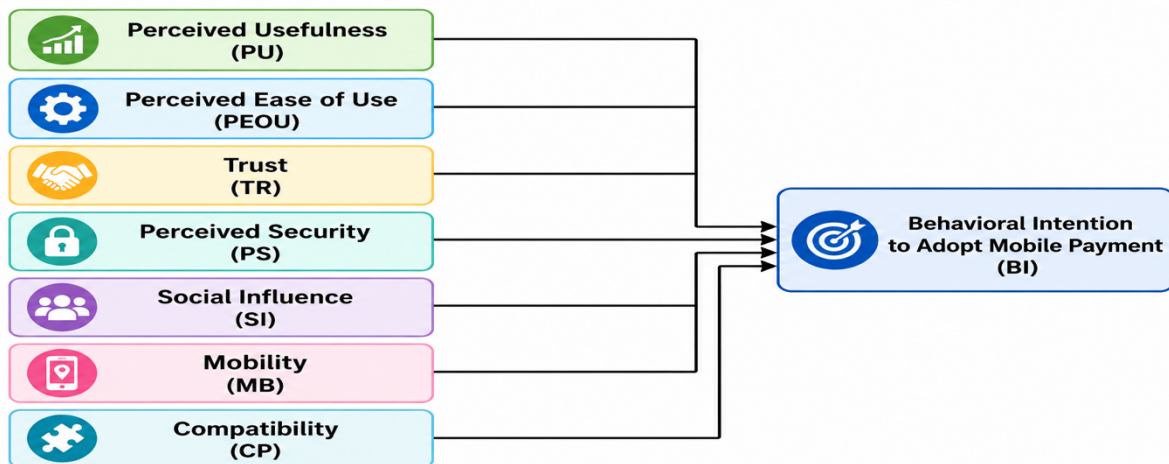 Perceived Usefulness
(PU)
Perceived Ease of Use
(PEOU)
Trust
(TR)
Perceived Security
(PS)
Social Influence
(SI)
Mobility
(MB)
Compatibility
(CP)
Behavioral Intention
to Adopt Mobile Payment
(BI)